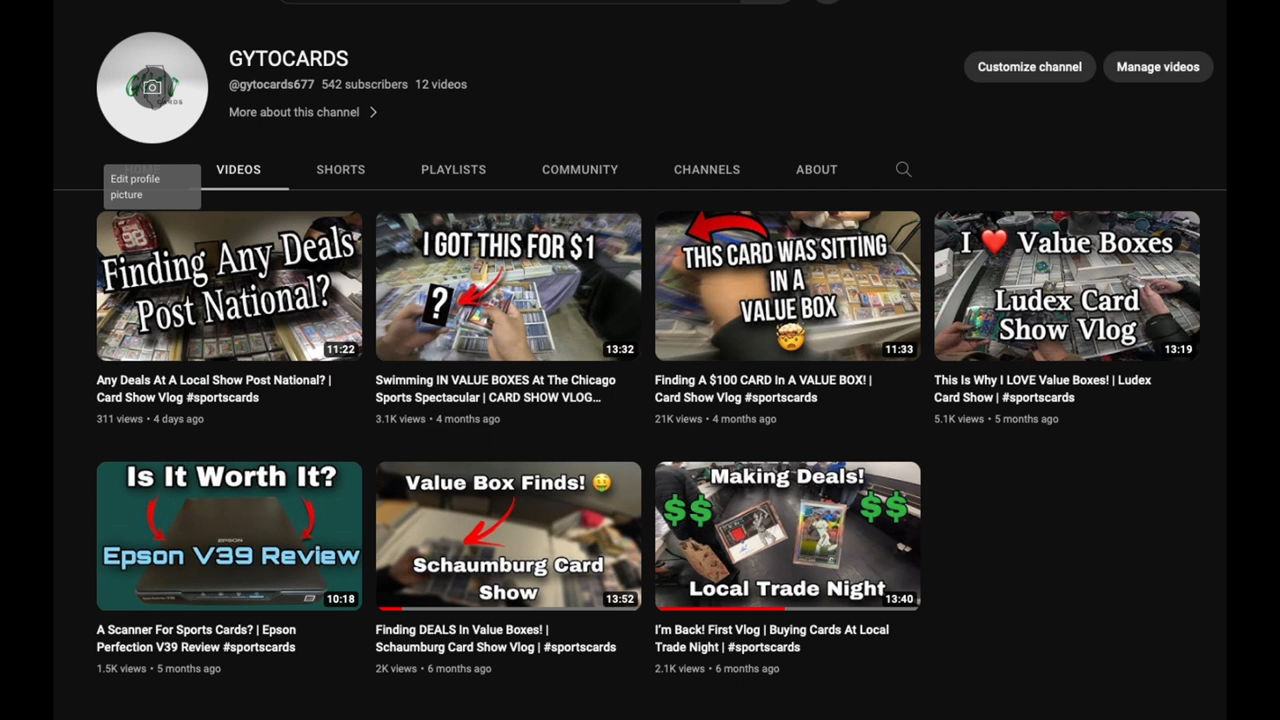 GYTOCARDS
@gytocards677 542 subscribers 12 videos
More about this channel
Customize channel
Manage videos
CARDS
HOME
VIDEOS
SHORTS
PLAYLISTS
COMMUNITY
CHANNELS
ABOUT
Edit profile
picture
Finding Any Deals
Post National?
11:22
Any Deals At A Local Show Post National? |
Card Show Vlog #sportscards
311 views • 4 days ago
I GOT THIS FOR $1
?
13:32
Swimming IN VALUE BOXES At The Chicago
Sports Spectacular | CARD SHOW VLOG...
3.1K views • 4 months ago
THIS CARD WAS SITTING
IN A
VALUE BOX
11:33
Finding A $100 CARD In A VALUE BOX! |
Card Show Vlog #sportscards
21K views • 4 months ago
I ❤️ Value Boxes
Ludex Card
Show Vlog
13:19
This Is Why I LOVE Value Boxes! | Ludex
Card Show | #sportscards
5.1K views • 5 months ago
Is It Worth It?
EPSON
Epson V39 Review
10:18
A Scanner For Sports Cards? | Epson
Perfection V39 Review #sportscards
1.5K views • 5 months ago
Value Box Finds! 🤑
Schaumburg Card
Show
13:52
Finding DEALS In Value Boxes! |
Schaumburg Card Show Vlog | #sportscards
2K views • 6 months ago
Making Deals!
$$ $$
Local Trade Night
13:40
I'm Back! First Vlog | Buying Cards At Local
Trade Night | #sportscards
2.1K views • 6 months ago